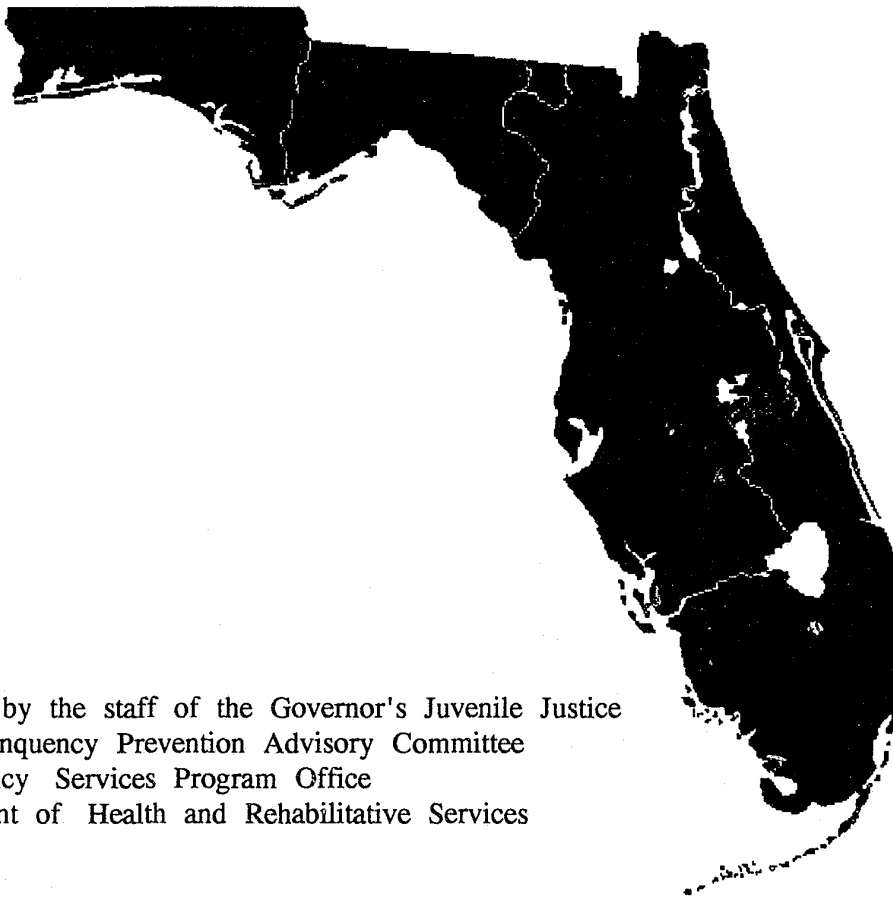 by the staff of the Governor's Juvenile Justice
nquency Prevention Advisory Committee
cy Services Program Office
nt of Health and Rehabilitative Services